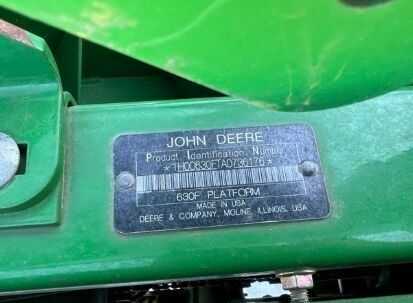 JOHN DEERE
Product Identification Number
*1H00630FTA0736176*
630F PLATFORM
MADE IN USA
DEERE & COMPANY, MOLINE, ILLINOIS, USA